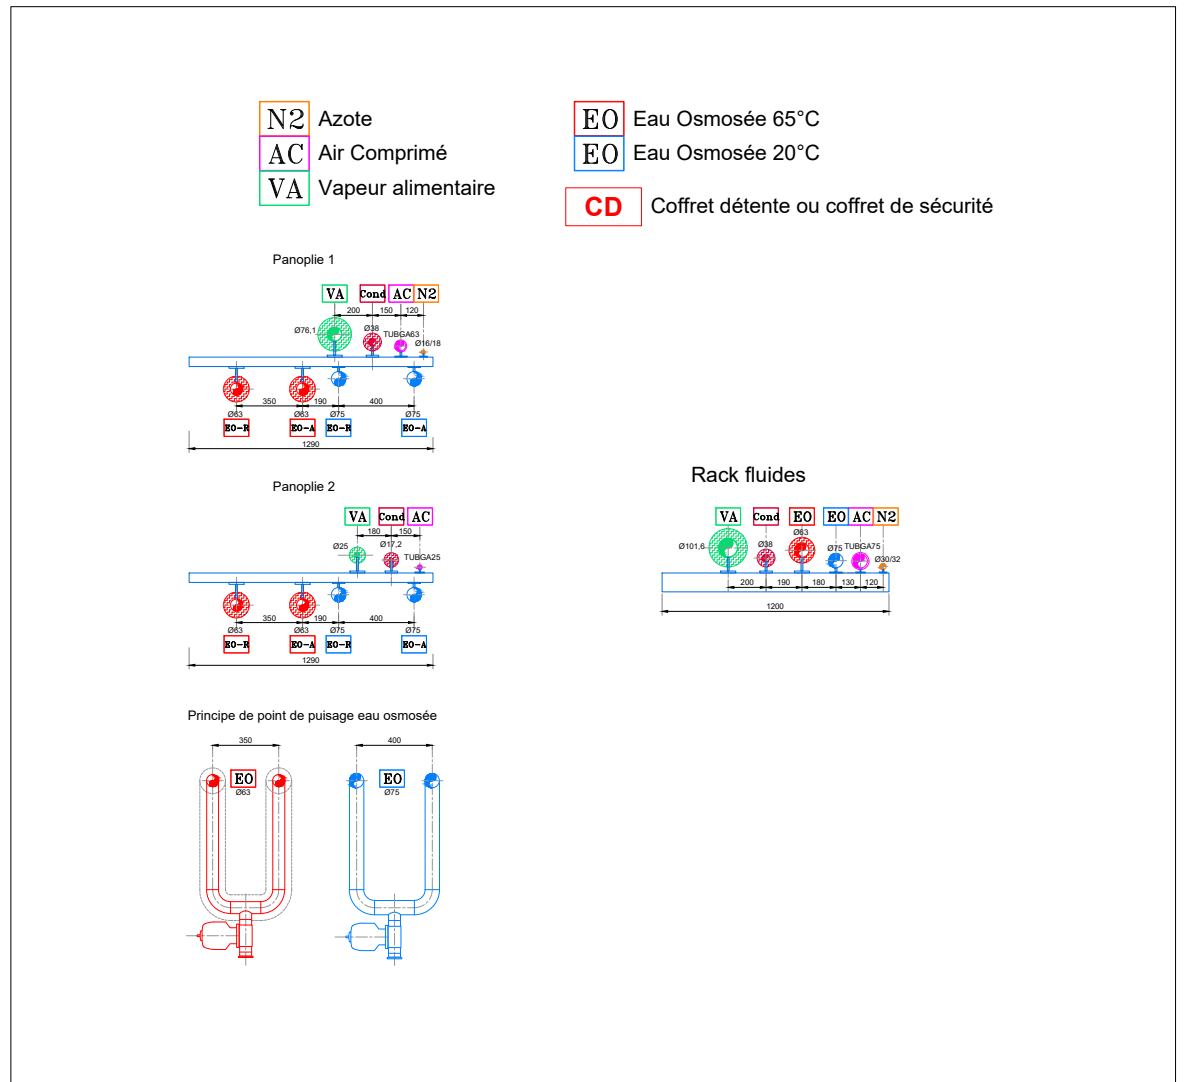 N2 Azote
AC Air Comprimé
VA Vapeur alimentaire
EO Eau Osmosée 65°C
EO Eau Osmosée 20°C
CD Coffret détente ou coffret de sécurité
Panoplie 1
VA Cond AC N2
200 150 120
Ø76,1 Ø38 TUBGA63 Ø16/18
350 190 400
Ø63 Ø63 Ø75 Ø75
EO-R EO-A EO-R EO-A
1290
Panoplie 2
VA Cond AC
180 150
Ø25 Ø17,2 TUBGA25
350 190 400
Ø63 Ø63 Ø75 Ø75
EO-R EO-A EO-R EO-A
1290
Rack fluides
VA Cond EO EO AC N2
Ø101,6 Ø38 Ø63 Ø75 TUBGA75 Ø30/32
200 190 180 130 120
1200
Principe de point de puisage eau osmosée
350 400
EO EO
Ø63 Ø75